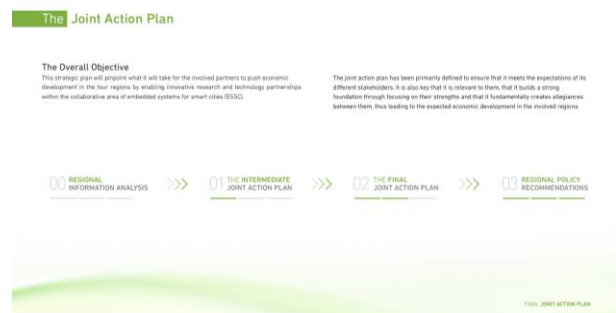 The Joint Action Plan
The Overall Objective
This strategic plan will pinpoint what it will take for the involved partners to push economic
development in the four regions by enabling innovative research and technology partnerships
within the collaborative area of embedded systems for smart cities (ESSC).
The joint action plan has been primarily defined to ensure that it meets the expectations of its
different stakeholders. It is also key that it is relevant to them, that it builds a strong
foundation through focusing on their strengths and that it fundamentally creates allegiances
between them, thus leading to the expected economic development in the involved regions.
00 REGIONAL
INFORMATION ANALYSIS
01 THE INTERMEDIATE
JOINT ACTION PLAN
02 THE FINAL
JOINT ACTION PLAN
03 REGIONAL POLICY
RECOMMENDATIONS
FINAL JOINT ACTION PLAN